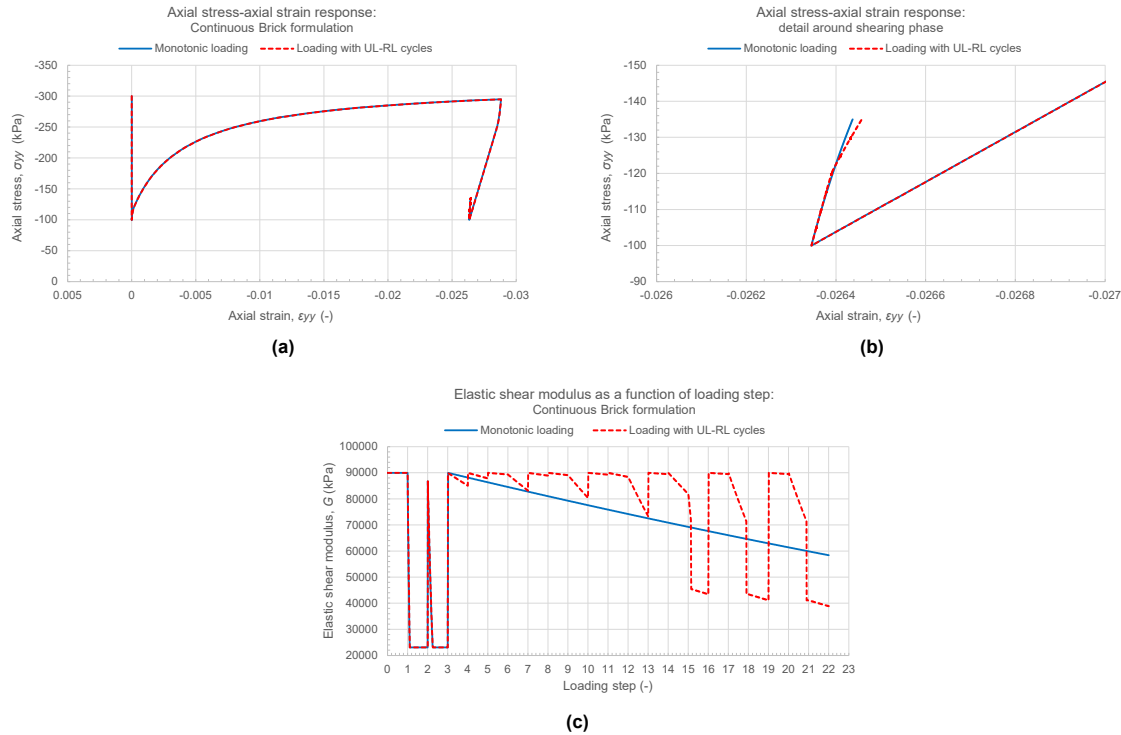 Axial stress-axial strain response:
Continuous Brick formulation
Monotonic loading
Loading with UL-RL cycles
-350
-300
-250
-200
-150
-100
-50
0
Axial stress, σyy (kPa)
0.005
0
-0.005
-0.01
-0.015
-0.02
-0.025
-0.03
Axial strain, εyy (-)
(a)
Axial stress-axial strain response:
detail around shearing phase
Monotonic loading
Loading with UL-RL cycles
-150
-140
-130
-120
-110
-100
-90
Axial stress, σyy (kPa)
-0.026
-0.0262
-0.0264
-0.0266
-0.0268
-0.027
Axial strain, εyy (-)
(b)
Elastic shear modulus as a function of loading step:
Continuous Brick formulation
Monotonic loading
Loading with UL-RL cycles
100000
90000
80000
70000
60000
50000
40000
30000
20000
Elastic shear modulus, G (kPa)
0 1 2 3 4 5 6 7 8 9 10 11 12 13 14 15 16 17 18 19 20 21 22 23
Loading step (-)
(c)